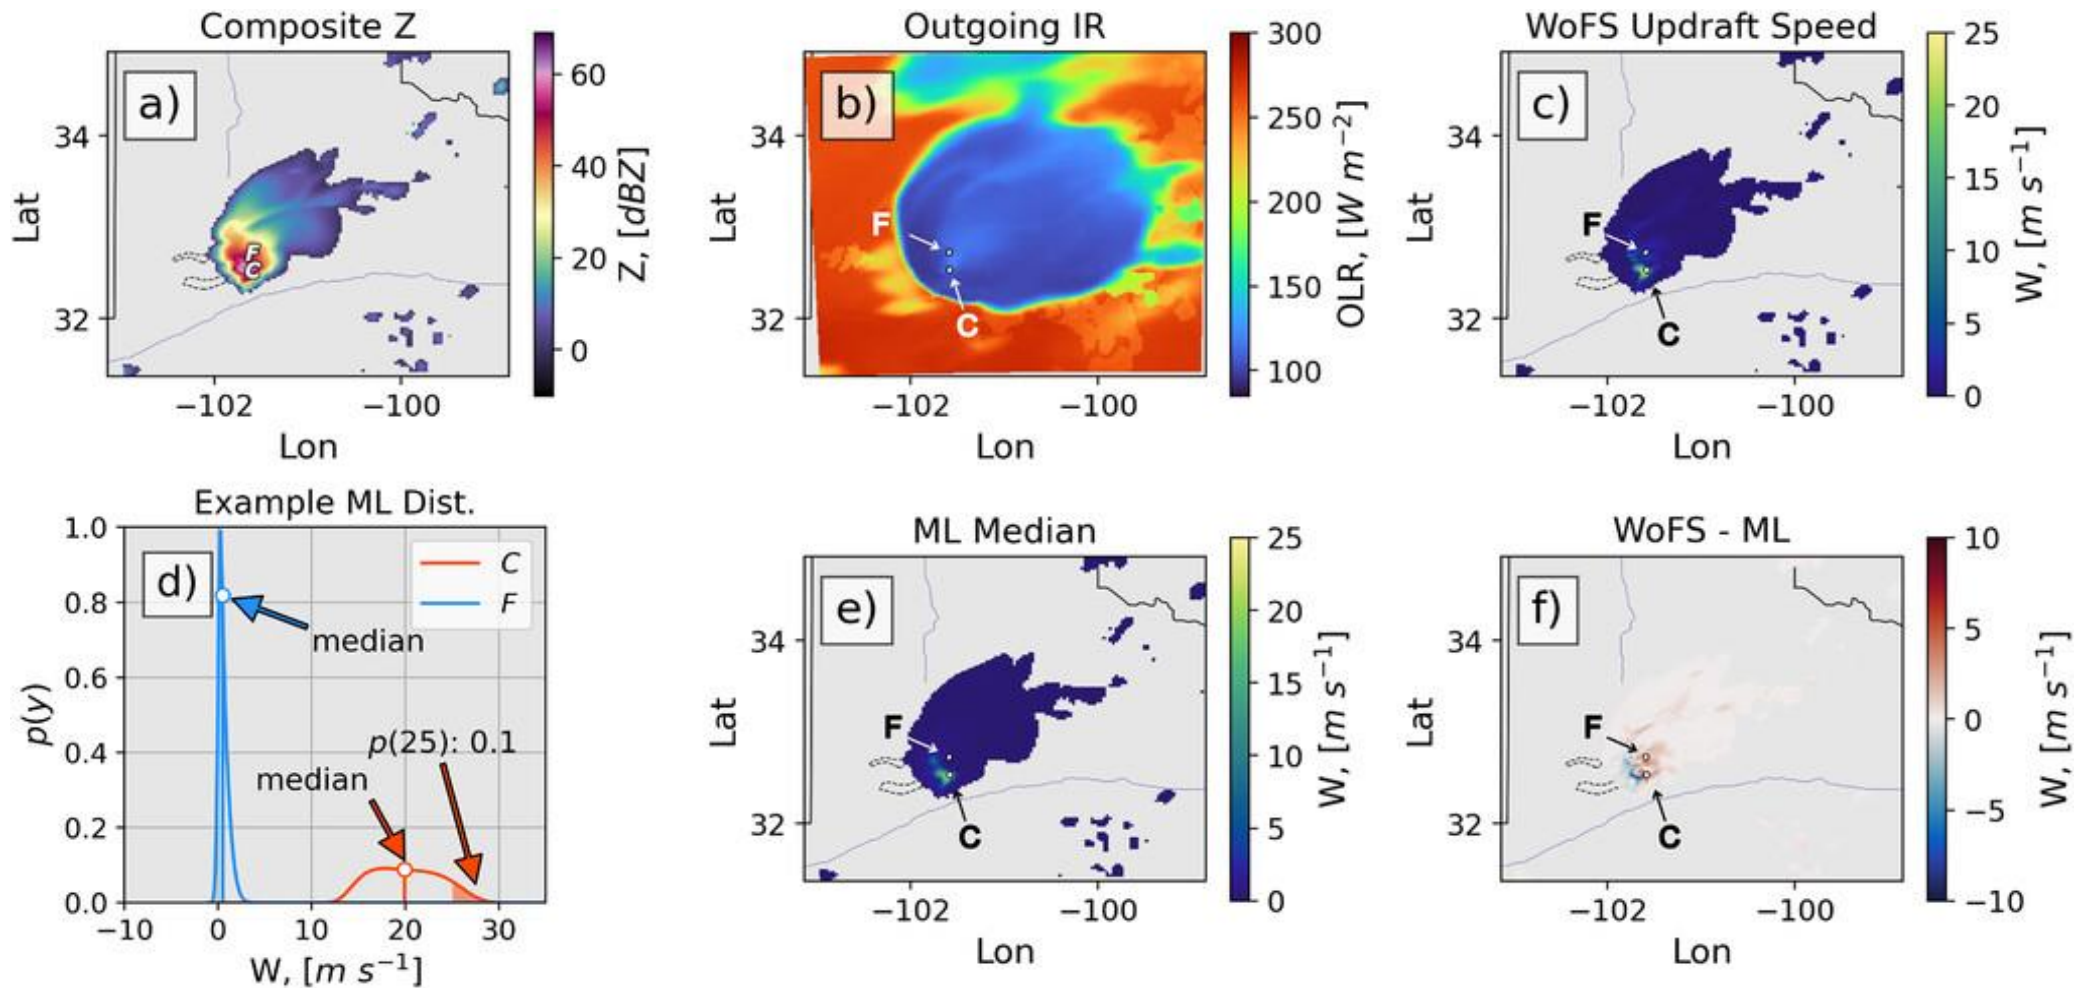 Composite Z
a)
34
32
Lat
−102
−100
Lon
F
C
60
40
20
0
Z, [dBZ]
Outgoing IR
b)
34
32
Lat
−102
−100
Lon
F
C
300
250
200
150
100
OLR, [W m⁻²]
WoFS Updraft Speed
c)
34
32
Lat
−102
−100
Lon
F
C
25
20
15
10
5
0
W, [m s⁻¹]
Example ML Dist.
d)
1.0
0.8
0.6
0.4
0.2
0.0
p(y)
−10
0
10
20
30
W, [m s⁻¹]
C
F
median
p(25): 0.1
median
ML Median
e)
34
32
Lat
−102
−100
Lon
F
C
25
20
15
10
5
0
W, [m s⁻¹]
WoFS - ML
f)
34
32
Lat
−102
−100
Lon
F
C
10
5
0
−5
−10
W, [m s⁻¹]